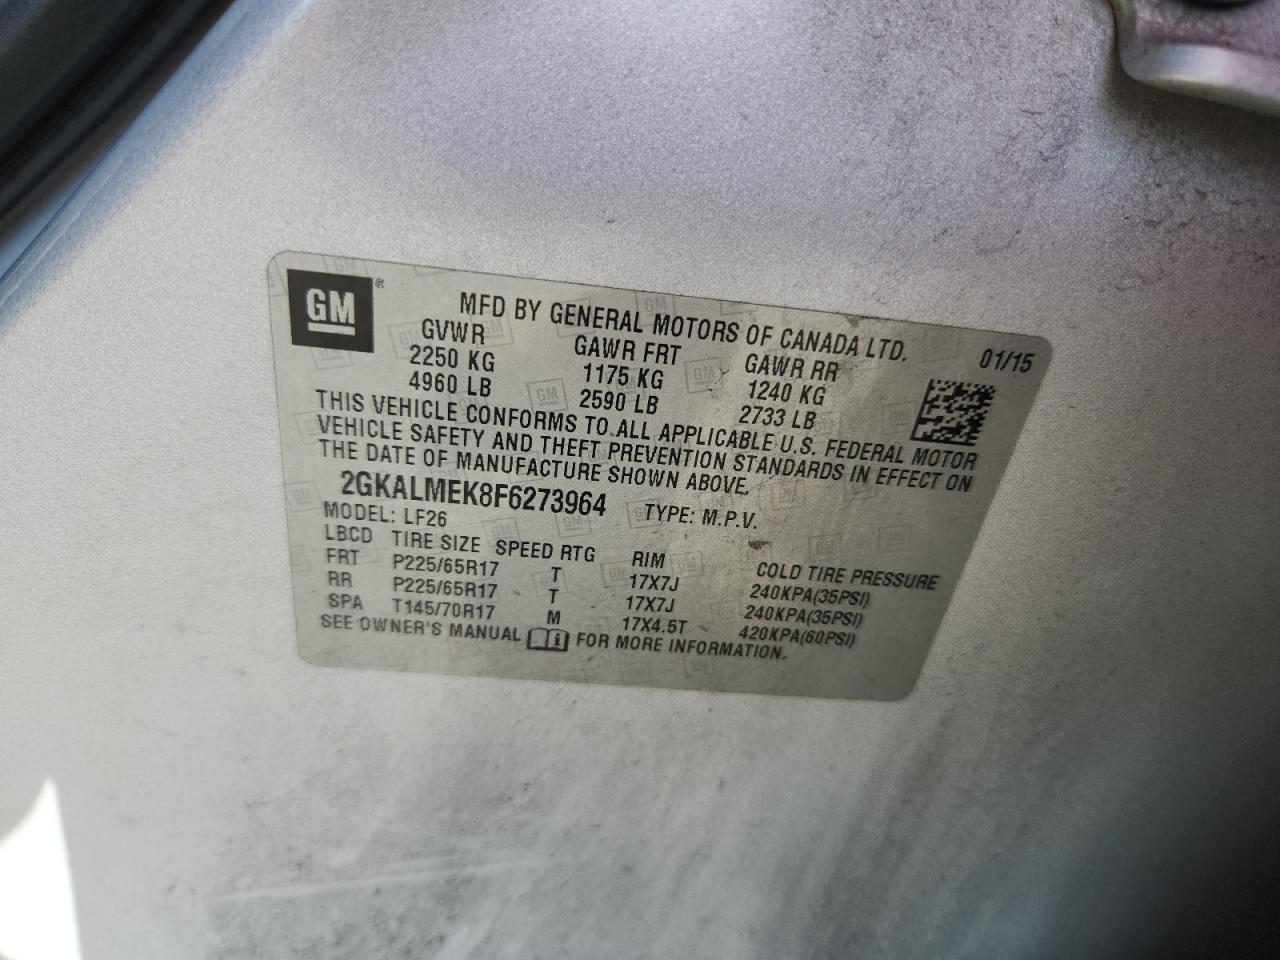 GM ®
MFD BY GENERAL MOTORS OF CANADA LTD.
01/15
GVWR GAWR FRT GAWR RR
2250 KG 1175 KG 1240 KG
4960 LB 2590 LB 2733 LB
THIS VEHICLE CONFORMS TO ALL APPLICABLE U.S. FEDERAL MOTOR
VEHICLE SAFETY AND THEFT PREVENTION STANDARDS IN EFFECT ON
THE DATE OF MANUFACTURE SHOWN ABOVE.
2GKALMEK8F6273964 TYPE: M.P.V.
MODEL: LF26
LBCD TIRE SIZE SPEED RTG RIM COLD TIRE PRESSURE
FRT P225/65R17 T 17X7J 240KPA(35PSI)
RR P225/65R17 T 17X7J 240KPA(35PSI)
SPA T145/70R17 M 17X4.5T 420KPA(60PSI)
SEE OWNER'S MANUAL i FOR MORE INFORMATION.